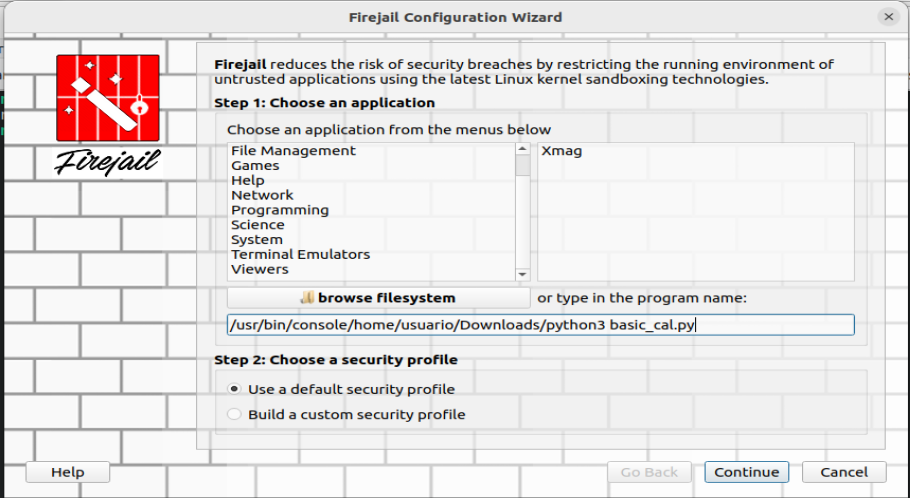 Firejail Configuration Wizard
Firejail reduces the risk of security breaches by restricting the running environment of
untrusted applications using the latest Linux kernel sandboxing technologies.
Step 1: Choose an application
Firejail
Choose an application from the menus below
File Management
Games
Help
Network
Programming
Science
System
Terminal Emulators
Viewers
Xmag
browse filesystem
or type in the program name:
/usr/bin/console/home/usuario/Downloads/python3 basic_cal.py
Step 2: Choose a security profile
Use a default security profile
Build a custom security profile
Help
Go Back
Continue
Cancel